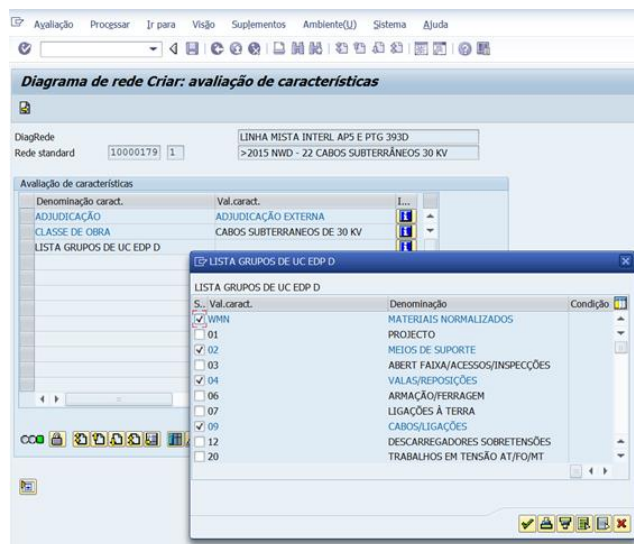 Avaliação Processar Ir para Visão Suplementos Ambiente(U) Sistema Ajuda
Diagrama de rede Criar: avaliação de características
DiagRede LINHA MISTA INTERL AP5 E PTG 393D
Rede standard 10000179 1 >2015 NWD - 22 CABOS SUBTERRÂNEOS 30 KV
Avaliação de características
Denominação caract. Val.caract. I...
ADJUDICAÇÃO ADJUDICAÇÃO EXTERNA
CLASSE DE OBRA CABOS SUBTERRANEOS DE 30 KV
LISTA GRUPOS DE UC EDP D
LISTA GRUPOS DE UC EDP D
LISTA GRUPOS DE UC EDP D
S.. Val.caract. Denominação Condição
WMN MATERIAIS NORMALIZADOS
01 PROJECTO
02 MEIOS DE SUPORTE
03 ABERT FAIXA/ACESSOS/INSPECÇÕES
04 VALAS/REPOSIÇÕES
06 ARMAÇÃO/FERRAGEM
07 LIGAÇÕES À TERRA
09 CABOS/LIGAÇÕES
12 DESCARREGADORES SOBRETENSÕES
20 TRABALHOS EM TENSÃO AT/FO/MT